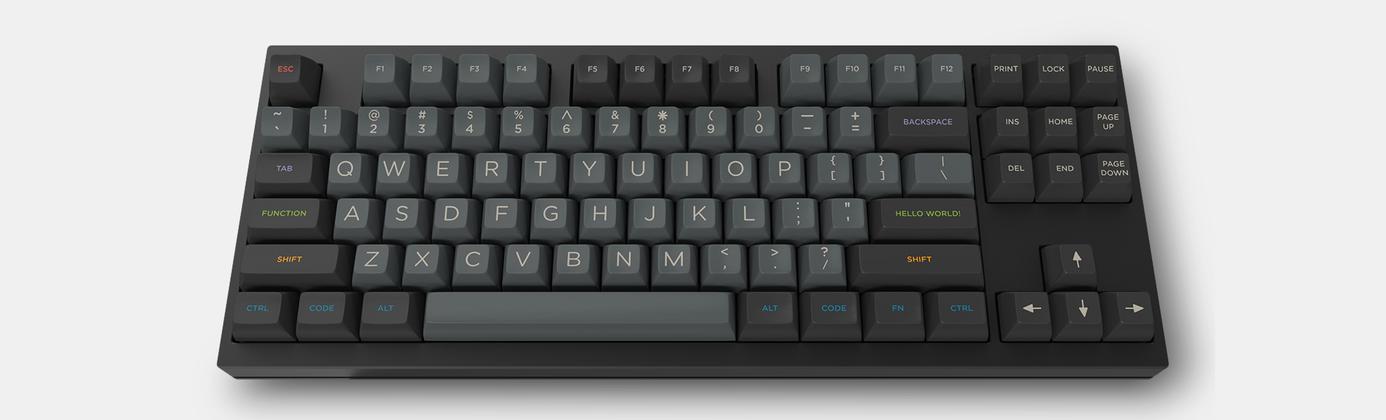 ESC F1 F2 F3 F4 F5 F6 F7 F8 F9 F10 F11 F12 PRINT LOCK PAUSE
~ ! @ # $ % ^ & * ( ) — +
` 1 2 3 4 5 6 7 8 9 0 - = BACKSPACE INS HOME PAGE UP
TAB Q W E R T Y U I O P { [ } ] | \ DEL END PAGE DOWN
FUNCTION A S D F G H J K L : ; " ' HELLO WORLD!
SHIFT Z X C V B N M < , > . ? / SHIFT ↑
CTRL CODE ALT ALT CODE FN CTRL ← ↓ →